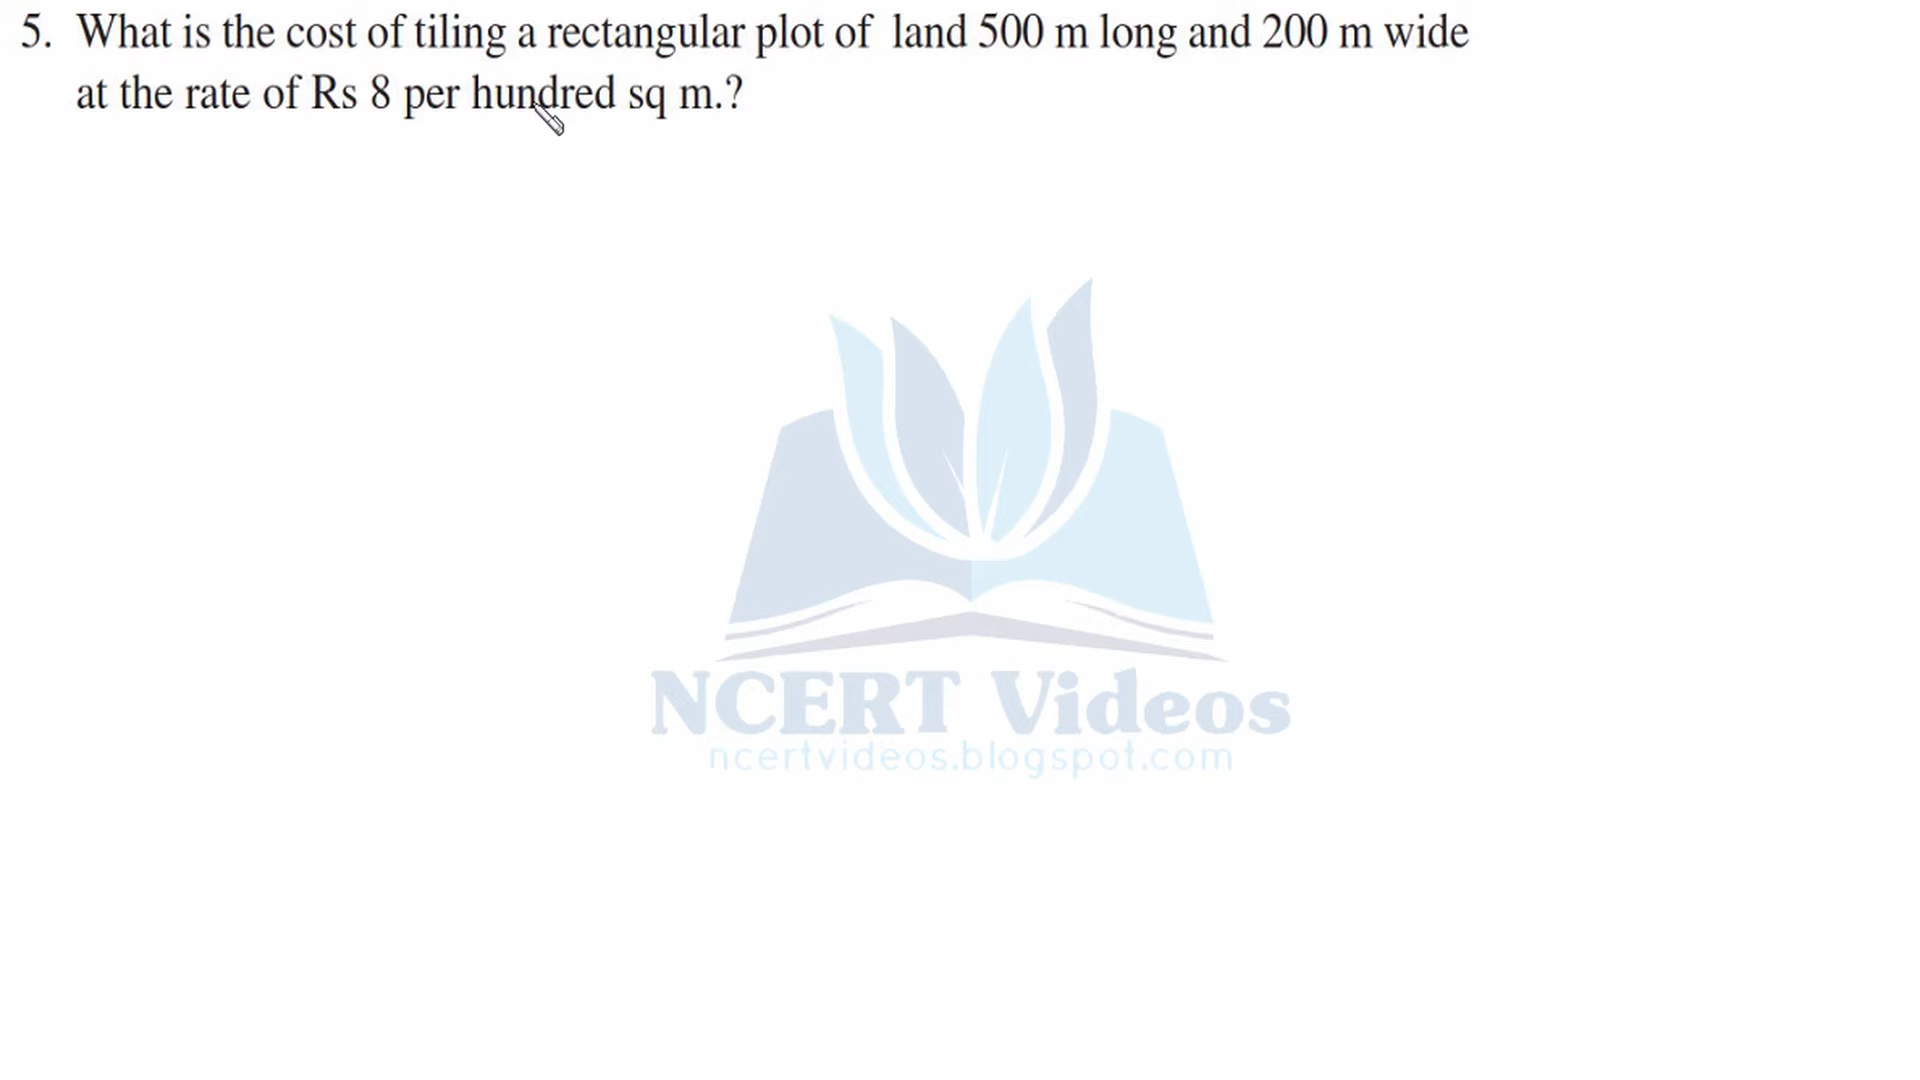 5. What is the cost of tiling a rectangular plot of land 500 m long and 200 m wide
at the rate of Rs 8 per hundred sq m.?
NCERT Videos
ncertvideos.blogspot.com